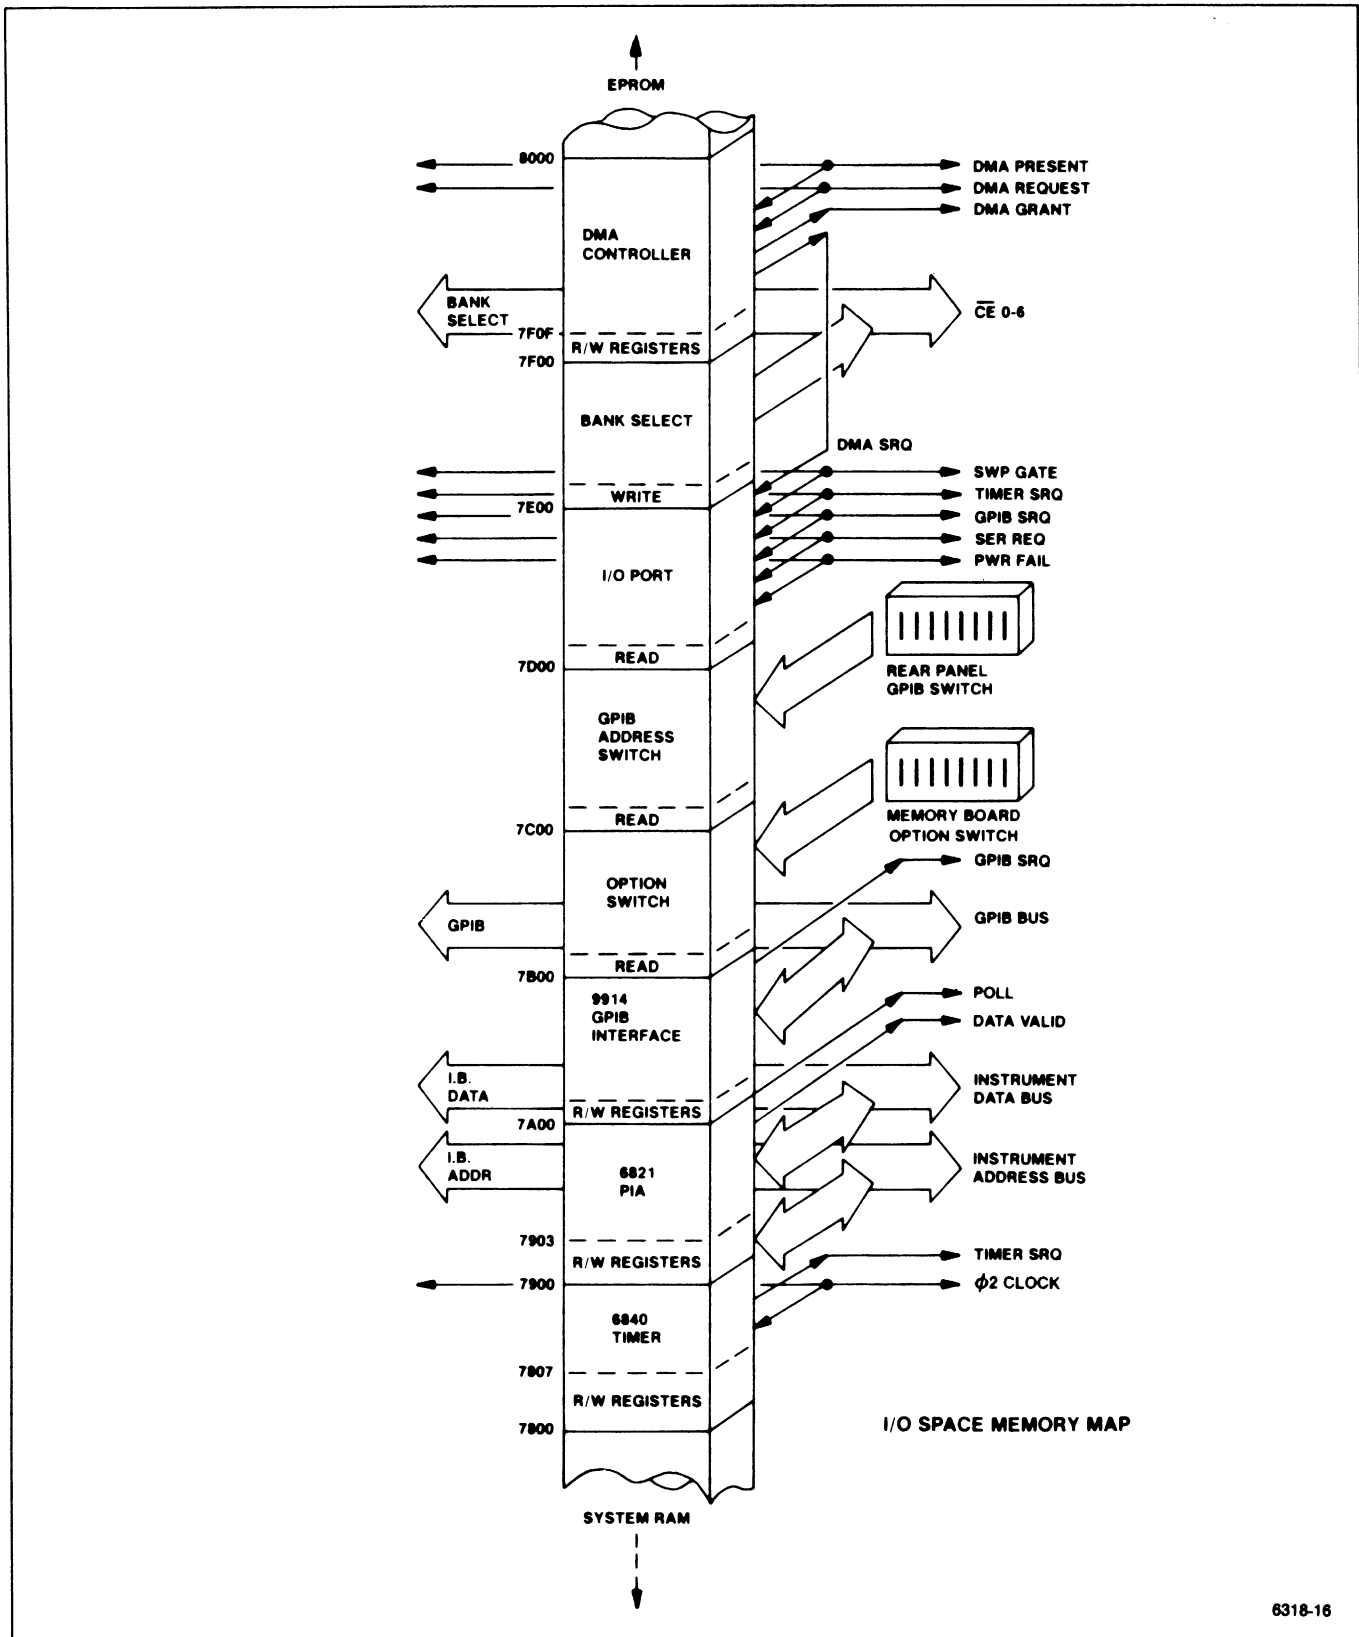 EPROM
8000
DMA PRESENT
DMA REQUEST
DMA GRANT
DMA
CONTROLLER
BANK
SELECT
CE 0-6
7F0F
R/W REGISTERS
7F00
BANK SELECT
DMA SRQ
SWP GATE
WRITE
TIMER SRQ
7E00
GPIB SRQ
SER REQ
PWR FAIL
I/O PORT
READ
7D00
REAR PANEL
GPIB SWITCH
GPIB
ADDRESS
SWITCH
READ
7C00
MEMORY BOARD
OPTION SWITCH
GPIB SRQ
OPTION
SWITCH
GPIB
GPIB BUS
READ
7B00
9914
GPIB
INTERFACE
POLL
DATA VALID
I.B.
DATA
INSTRUMENT
DATA BUS
R/W REGISTERS
7A00
I.B.
ADDR
6821
PIA
INSTRUMENT
ADDRESS BUS
7903
R/W REGISTERS
TIMER SRQ
7900
ϕ2 CLOCK
6840
TIMER
7807
R/W REGISTERS
7800
I/O SPACE MEMORY MAP
SYSTEM RAM
6318-16